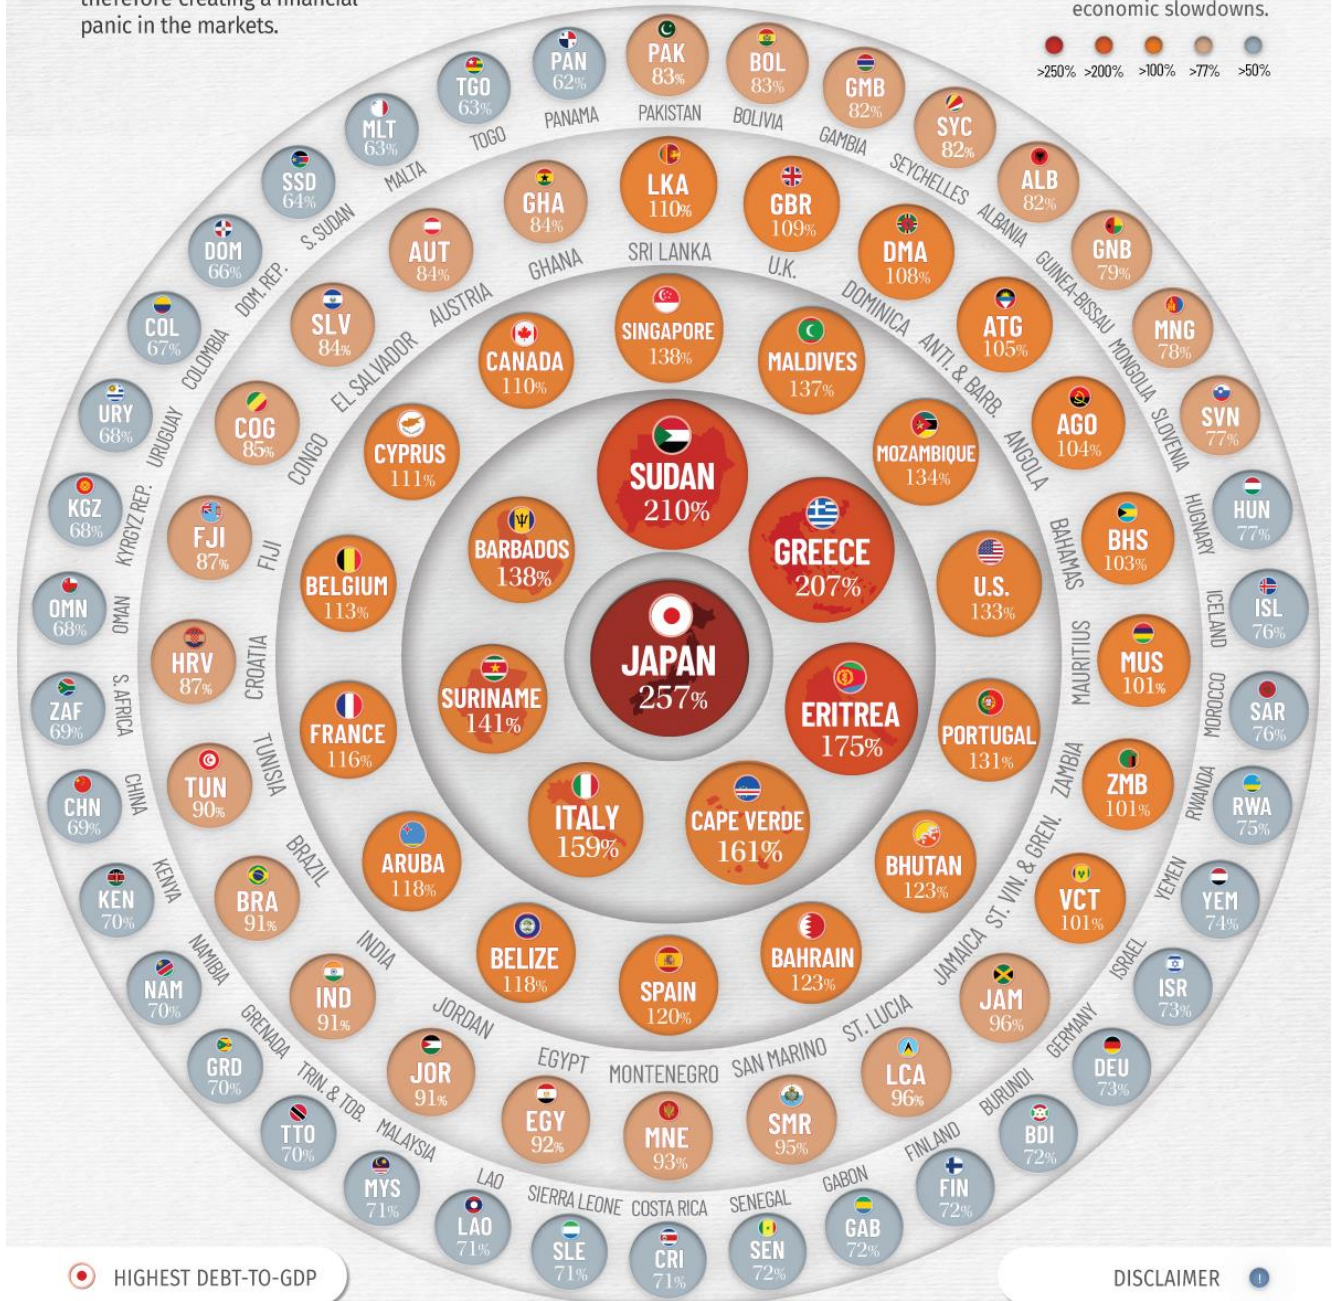 therefore creating a financial
panic in the markets.
economic slowdowns.
>250% >200% >100% >77% >50%
JAPAN
257%
SUDAN
210%
GREECE
207%
ERITREA
175%
CAPE VERDE
161%
ITALY
159%
SURINAME
141%
BARBADOS
138%
SINGAPORE
138%
MALDIVES
137%
MOZAMBIQUE
134%
U.S.
133%
PORTUGAL
131%
BHUTAN
123%
BAHRAIN
123%
SPAIN
120%
BELIZE
118%
ARUBA
118%
FRANCE
116%
BELGIUM
113%
CYPRUS
111%
CANADA
110%
LKA
110%
SRI LANKA
GBR
109%
U.K.
DMA
108%
DOMINICA
ATG
105%
ANTI. & BARB.
AGO
104%
ANGOLA
BHS
103%
BAHAMAS
MUS
101%
MAURITIUS
ZMB
101%
ZAMBIA
VCT
101%
ST. VIN. & GREN.
JAM
96%
JAMAICA
LCA
96%
ST. LUCIA
SMR
95%
SAN MARINO
MNE
93%
MONTENEGRO
EGY
92%
EGYPT
JOR
91%
JORDAN
IND
91%
INDIA
BRA
91%
BRAZIL
TUN
90%
TUNISIA
HRV
87%
CROATIA
FJI
87%
FIJI
COG
85%
CONGO
SLV
84%
EL SALVADOR
AUT
84%
AUSTRIA
GHA
84%
GHANA
PAK
83%
PAKISTAN
BOL
83%
BOLIVIA
GMB
82%
GAMBIA
SYC
82%
SEYCHELLES
ALB
82%
ALBANIA
GNB
79%
GUINEA-BISSAU
MNG
78%
MONGOLIA
SVN
77%
SLOVENIA
HUN
77%
HUGNARY
ISL
76%
ICELAND
SAR
76%
MOROCCO
RWA
75%
RWANDA
YEM
74%
YEMEN
ISR
73%
ISRAEL
DEU
73%
GERMANY
BDI
72%
BURUNDI
FIN
72%
FINLAND
GAB
72%
GABON
SEN
72%
SENEGAL
CRI
71%
COSTA RICA
SLE
71%
SIERRA LEONE
LAO
71%
LAO
MYS
71%
MALAYSIA
TTO
70%
TRIN. & TOB.
GRD
70%
GRENADA
NAM
70%
NAMIBIA
KEN
70%
KENYA
CHN
69%
CHINA
ZAF
69%
S. AFRICA
OMN
68%
OMAN
KGZ
68%
KYRGYZ REP.
URY
68%
URUGUAY
COL
67%
COLOMBIA
DOM
66%
DOM. REP.
SSD
64%
S. SUDAN
MLT
63%
MALTA
TGO
63%
TOGO
PAN
62%
PANAMA
HIGHEST DEBT-TO-GDP
DISCLAIMER !